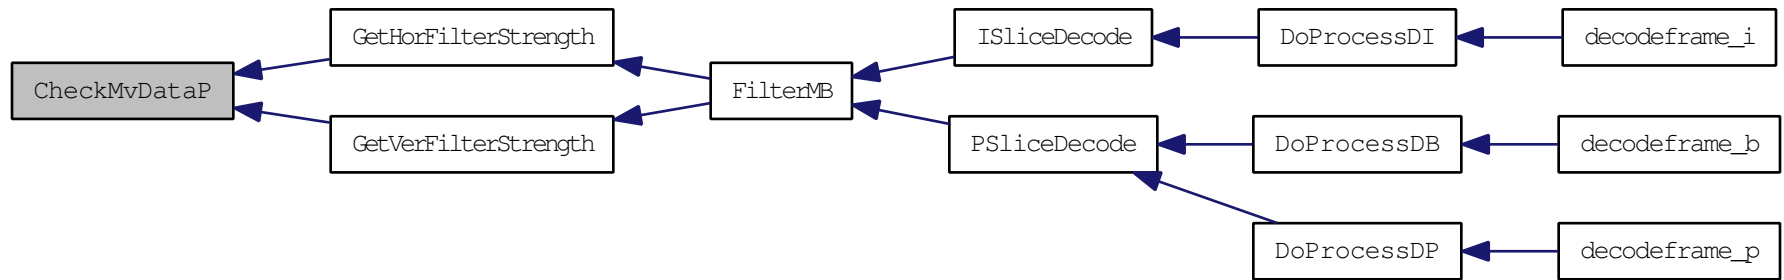 CheckMvDataP
GetHorFilterStrength
GetVerFilterStrength
FilterMB
ISliceDecode
PSliceDecode
DoProcessDI
DoProcessDB
DoProcessDP
decodeframe_i
decodeframe_b
decodeframe_p